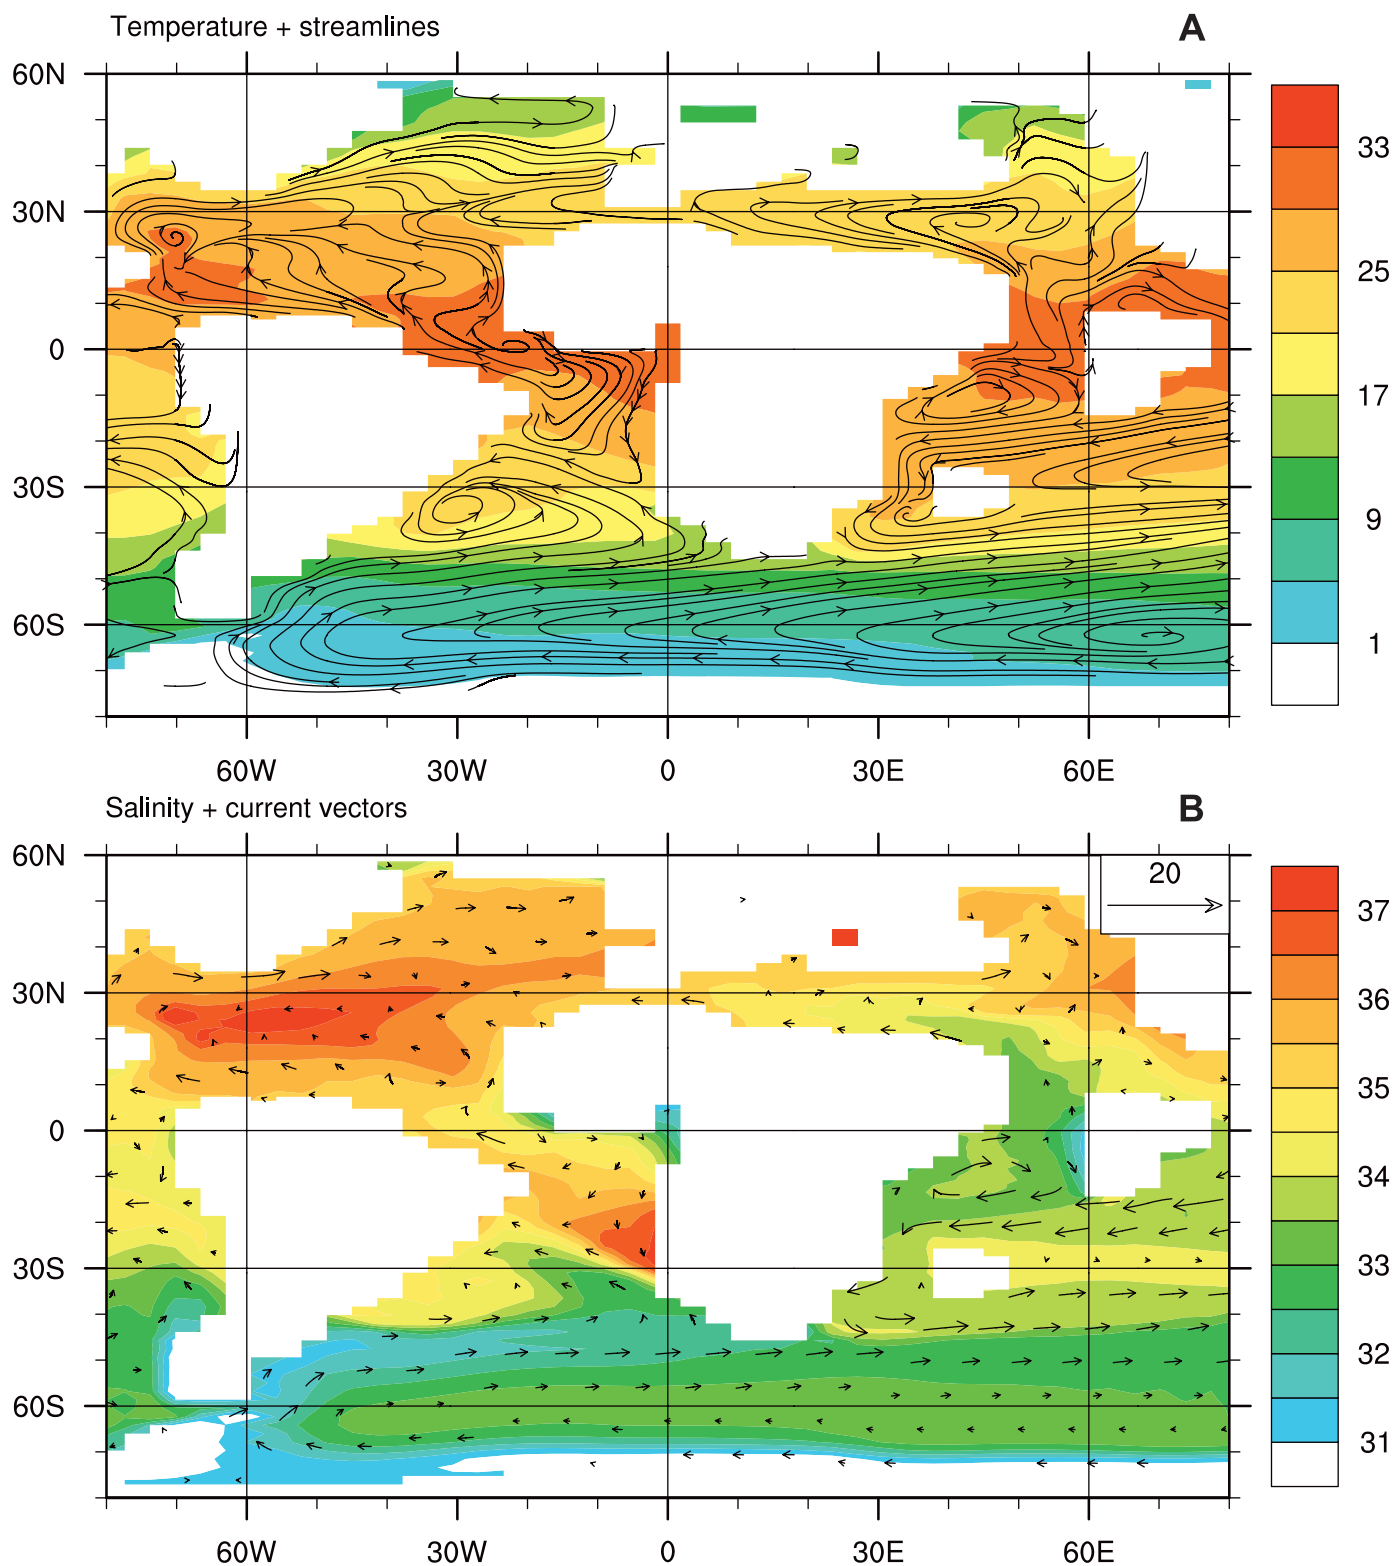 Temperature + streamlines
A
60N
30N
0
30S
60S
60W
30W
0
30E
60E
33
25
17
9
1
Salinity + current vectors
B
60N
30N
0
30S
60S
60W
30W
0
30E
60E
20
37
36
35
34
33
32
31